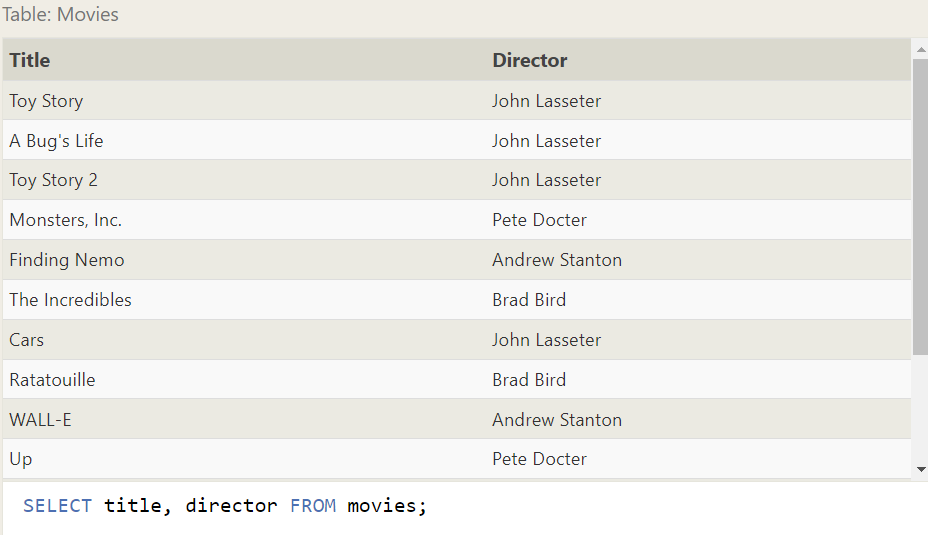 Table: Movies
Title Director
Toy Story John Lasseter
A Bug's Life John Lasseter
Toy Story 2 John Lasseter
Monsters, Inc. Pete Docter
Finding Nemo Andrew Stanton
The Incredibles Brad Bird
Cars John Lasseter
Ratatouille Brad Bird
WALL-E Andrew Stanton
Up Pete Docter
SELECT title, director FROM movies;